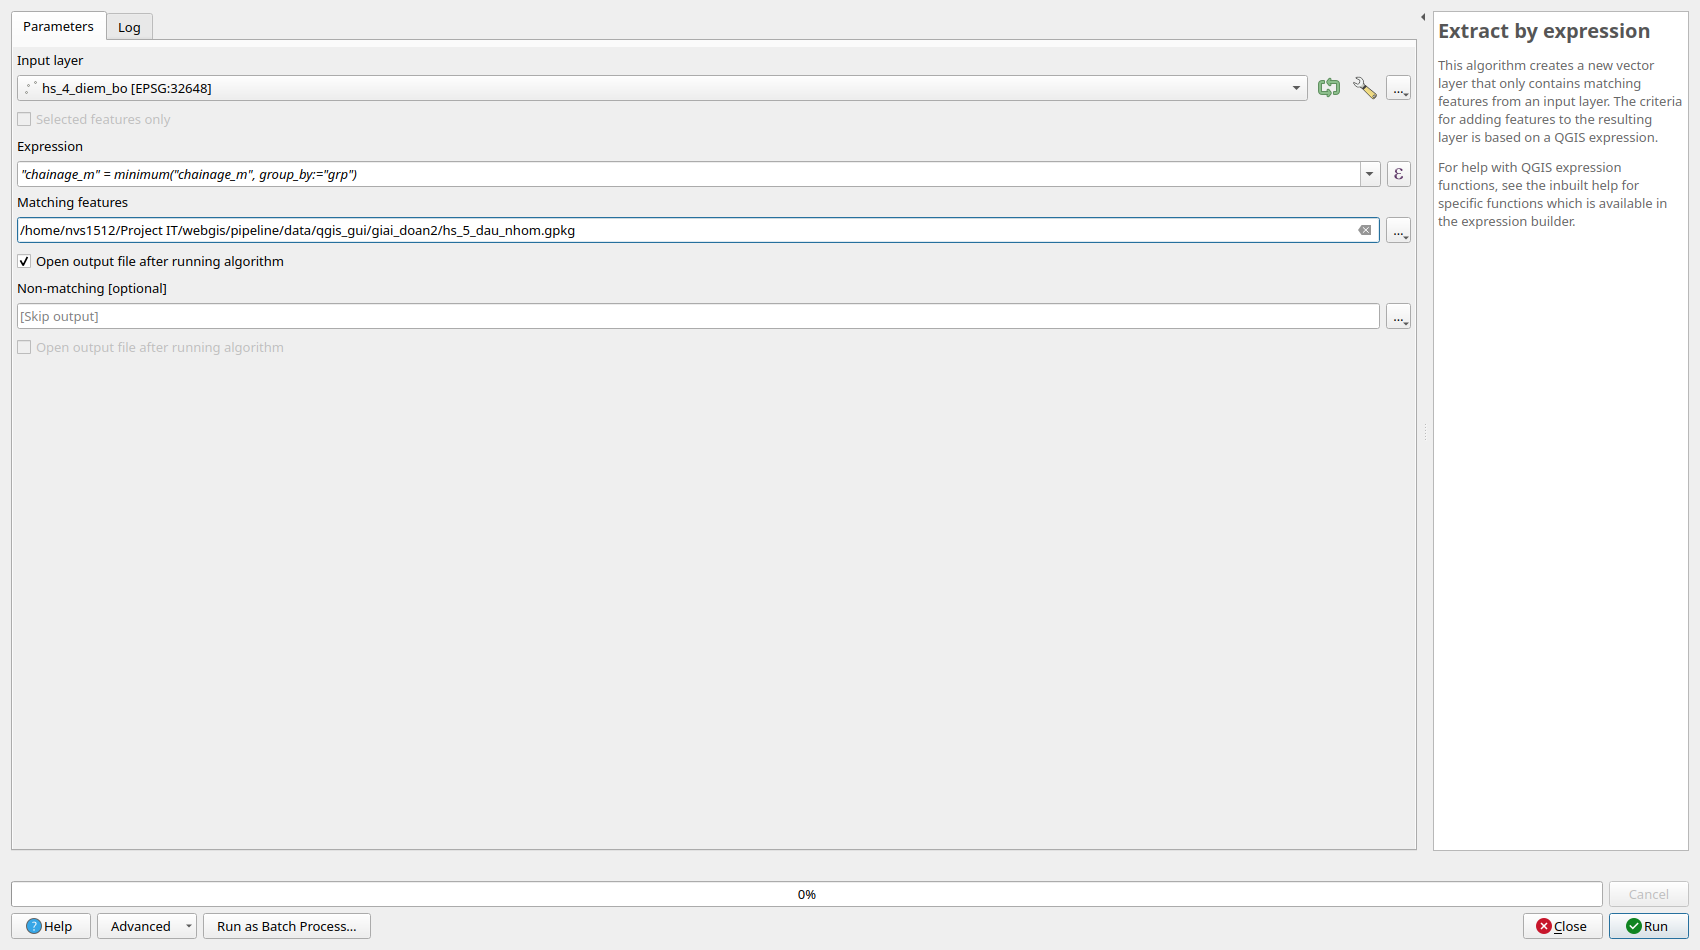 Parameters
Log
Input layer
hs_4_diem_bo [EPSG:32648]
...
Selected features only
Expression
"chainage_m" = minimum("chainage_m", group_by:="grp")
ε
Matching features
/home/nvs1512/Project IT/webgis/pipeline/data/qgis_gui/giai_doan2/hs_5_dau_nhom.gpkg
...
Open output file after running algorithm
Non-matching [optional]
[Skip output]
...
Open output file after running algorithm
Extract by expression
This algorithm creates a new vector
layer that only contains matching
features from an input layer. The criteria
for adding features to the resulting
layer is based on a QGIS expression.
For help with QGIS expression
functions, see the inbuilt help for
specific functions which is available in
the expression builder.
0%
Cancel
? Help
Advanced
Run as Batch Process...
Close
Run